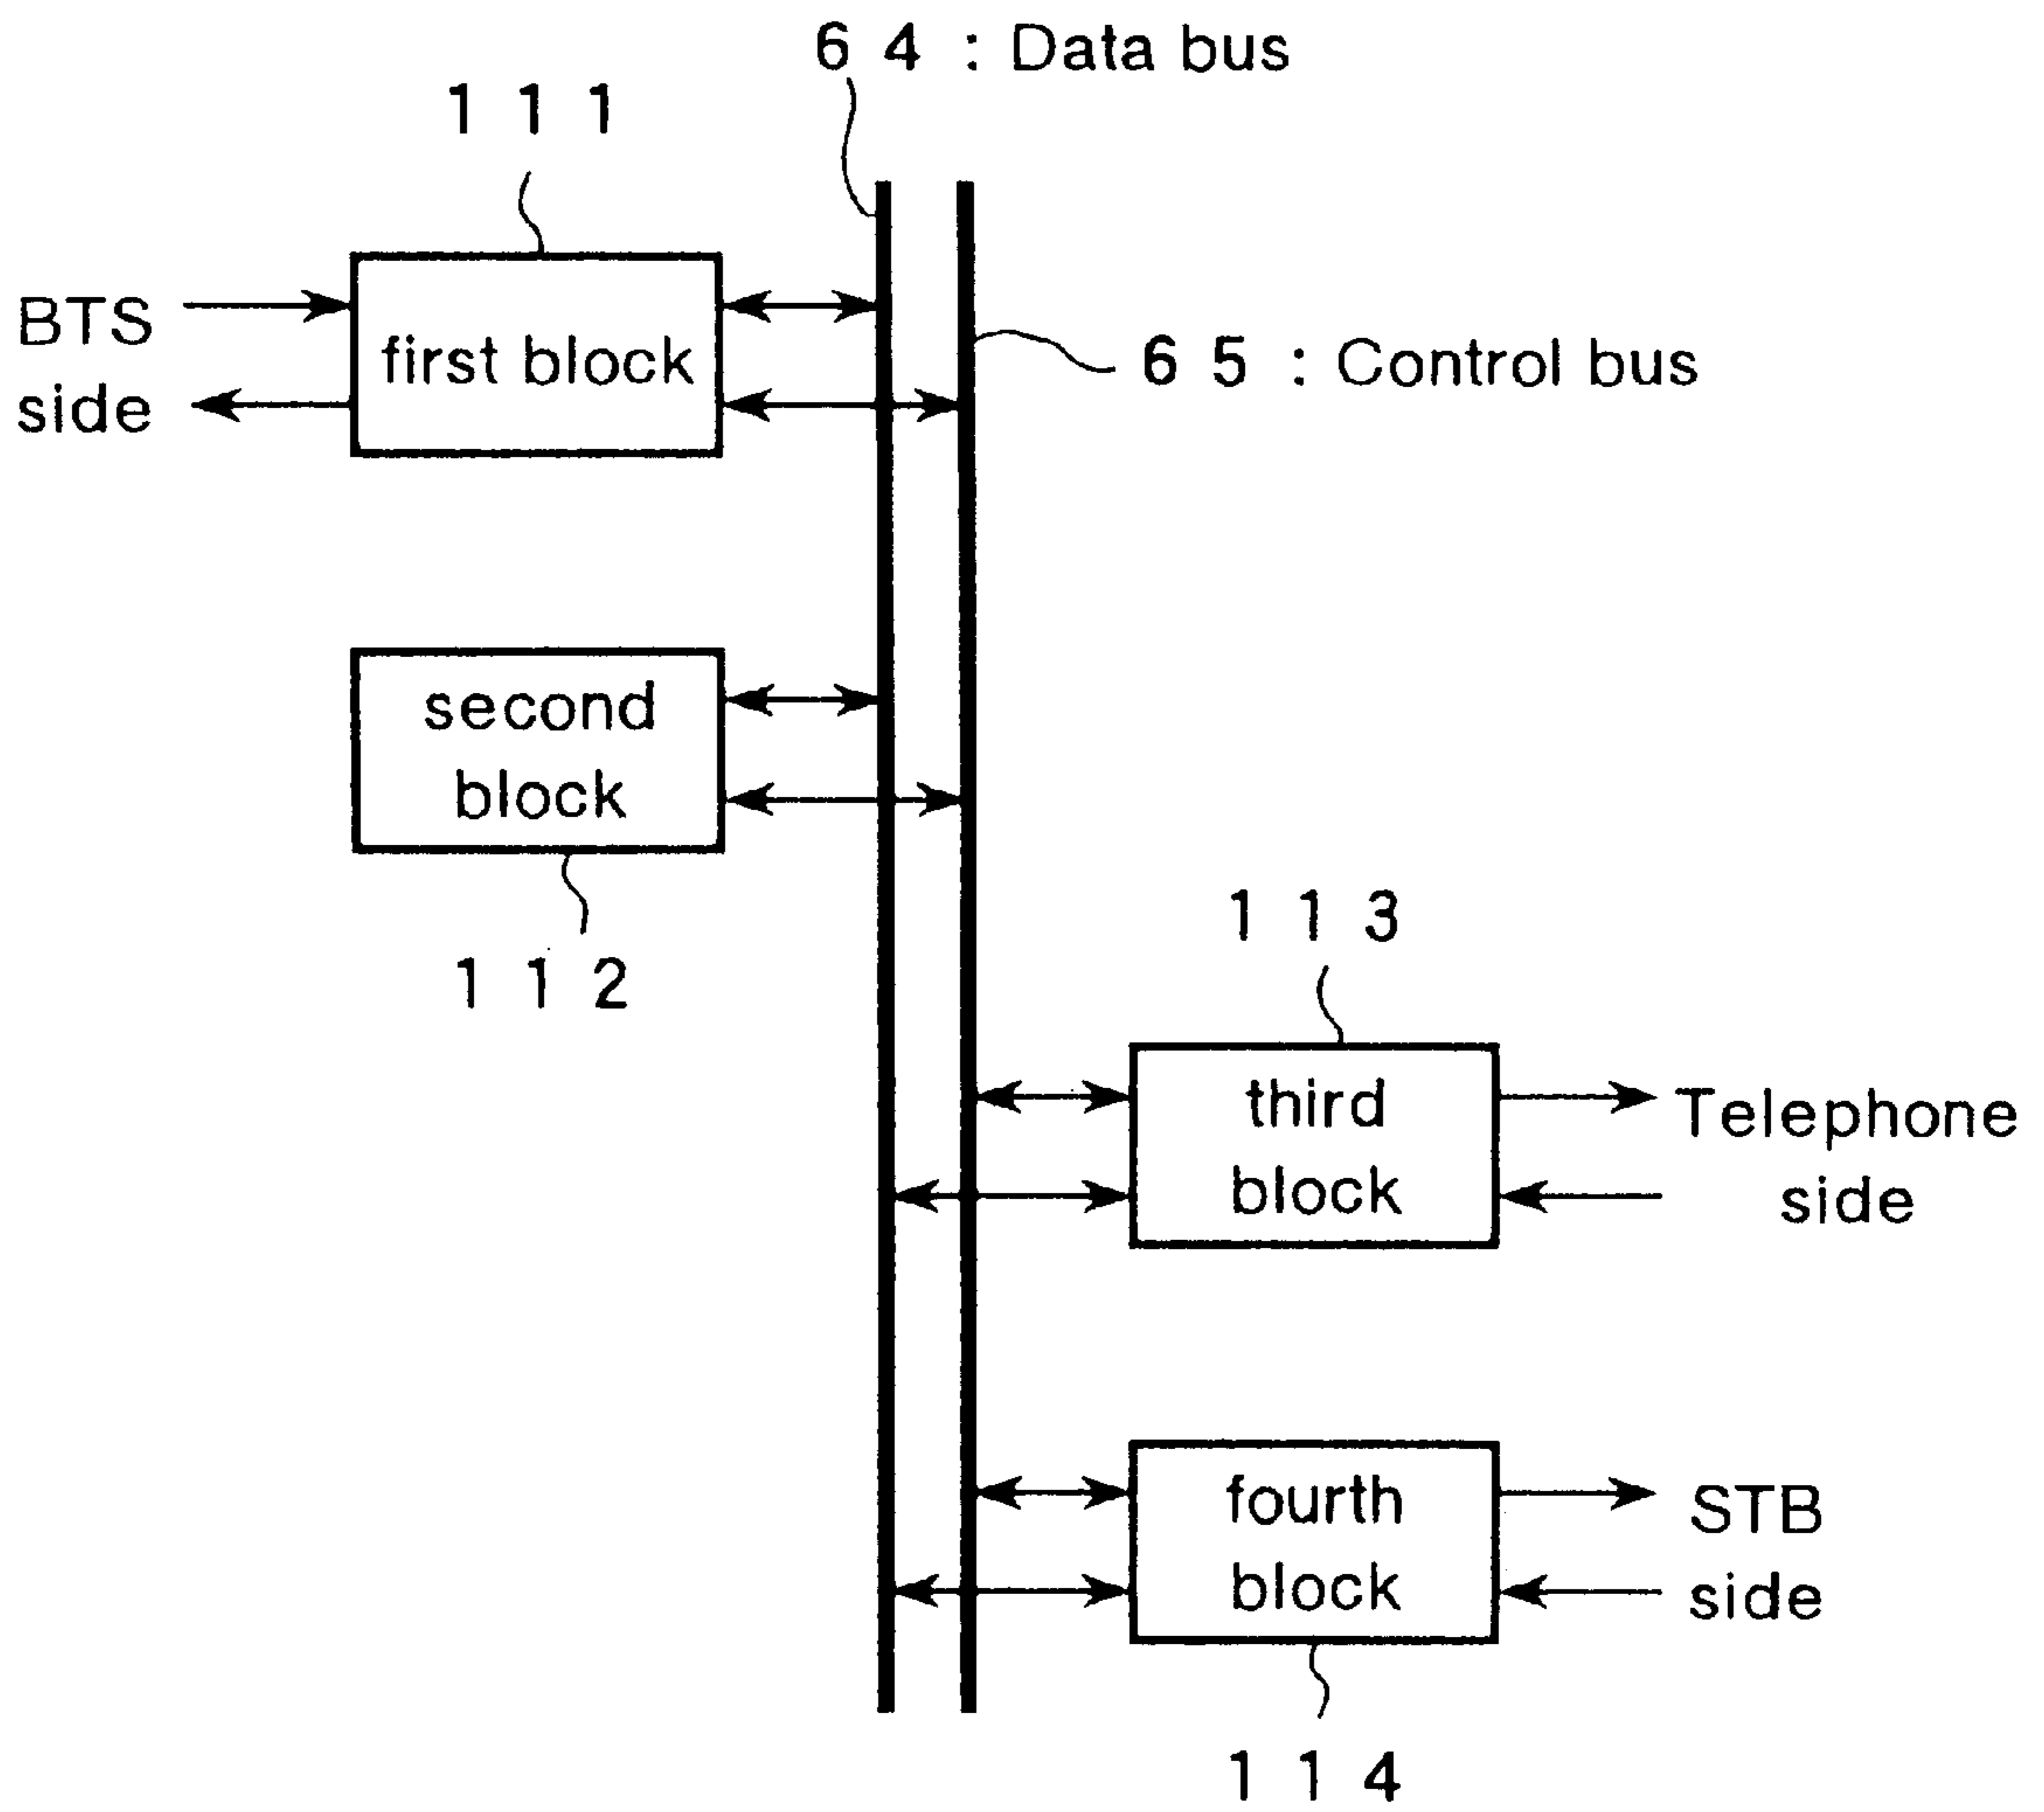 6 4 : Data bus
1 1 1
BTS
side
first block
6 5 : Control bus
second
block
1 1 2
1 1 3
third
block
Telephone
side
fourth
block
STB
side
1 1 4